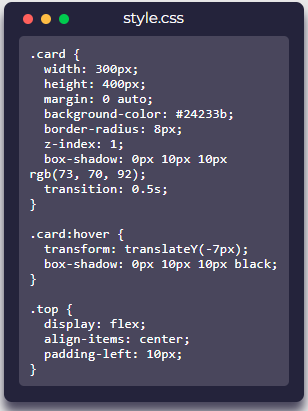 style.css
.card {
  width: 300px;
  height: 400px;
  margin: 0 auto;
  background-color: #24233b;
  border-radius: 8px;
  z-index: 1;
  box-shadow: 0px 10px 10px
rgb(73, 70, 92);
  transition: 0.5s;
}

.card:hover {
  transform: translateY(-7px);
  box-shadow: 0px 10px 10px black;
}

.top {
  display: flex;
  align-items: center;
  padding-left: 10px;
}